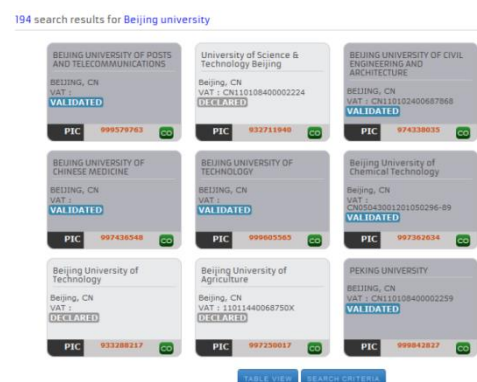 194 search results for Beijing university
BEIJING UNIVERSITY OF POSTS
AND TELECOMMUNICATIONS
BEIJING, CN
VAT :
VALIDATED
PIC 999579763 CO
University of Science &
Technology Beijing
Beijing, CN
VAT : CN110108400002224
DECLARED
PIC 932711940 CO
BEIJING UNIVERSITY OF CIVIL
ENGINEERING AND
ARCHITECTURE
BEIJING, CN
VAT : CN110102400687868
VALIDATED
PIC 974338035 CO
BEIJING UNIVERSITY OF
CHINESE MEDICINE
BEIJING, CN
VAT :
VALIDATED
PIC 997436548 CO
BEIJING UNIVERSITY OF
TECHNOLOGY
BEIJING, CN
VAT :
VALIDATED
PIC 999605565 CO
Beijing University of
Chemical Technology
Beijing, CN
VAT :
CN05043001201050296-89
VALIDATED
PIC 997362634 CO
Beijing University of
Technology
Beijing, CN
VAT :
DECLARED
PIC 933288217 CO
Beijing University of
Agriculture
Beijing, CN
VAT : 11011440068750X
DECLARED
PIC 997250017 CO
PEKING UNIVERSITY
BEIJING, CN
VAT : CN110108400002259
VALIDATED
PIC 999842827 CO
TABLE VIEW SEARCH CRITERIA